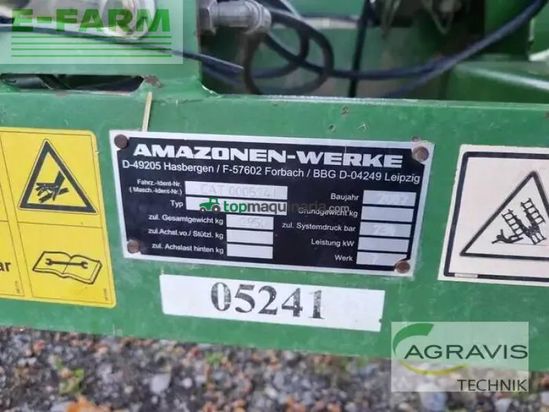 E-FARM
AMAZONEN-WERKE
D-49205 Hasbergen / F-57602 Forbach / BBG D-04249 Leipzig
Fahrz.-Ident-Nr.
(Masch.-Ident-Nr.)
Baujahr
Typ
topmaquinaria.com
Grundgewicht kg
zul. Gesamtgewicht kg
zul. Systemdruck bar
zul. Achsl.vo./ Stützl. kg
Leistung kW
zul. Achslast hinten kg
Werk
bar
05241
AGRAVIS
TECHNIK